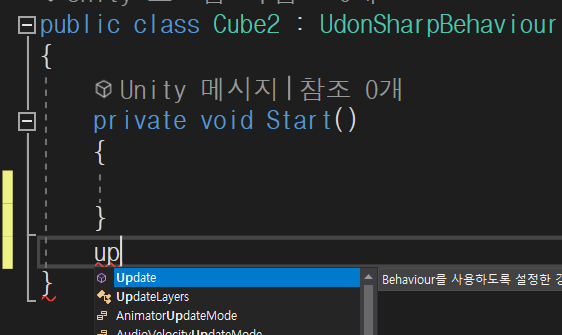 public class Cube2 : UdonSharpBehaviour
{
Unity 메시지|참조 0개
private void Start()
{
}
up
Update
Behaviour를 사용하도록 설정한
UpdateLayers
AnimatorUpdateMode
AudioVelocityUpdateMode
}